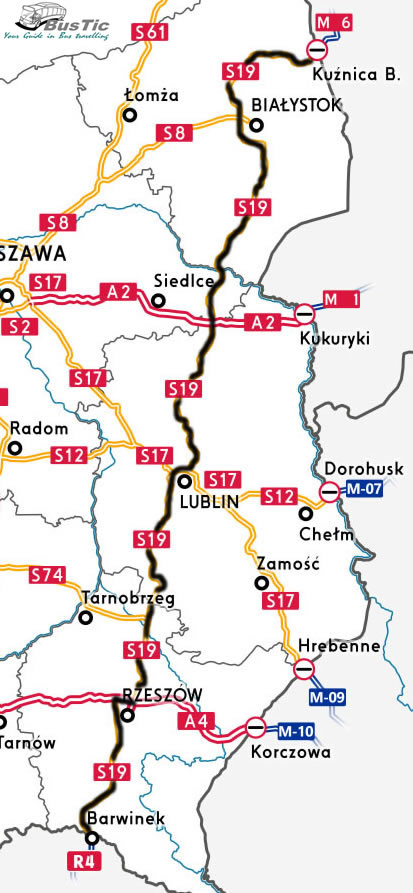 BusTic
Your Guide in Bus travelling
S61
M 6
S19
Kuźnica B.
Łomża
BIAŁYSTOK
S8
S19
S8
SZAWA
S17
A2
Siedlce
M 1
S2
A2
Kukuryki
S17
S19
Radom
S12
S17
S17
Dorohusk
LUBLIN
S12
M-07
Chełm
S19
Zamość
S74
Tarnobrzeg
S17
S19
Hrebenne
RZESZÓW
M-09
A4
Tarnów
M-10
Korczowa
S19
Barwinek
R4